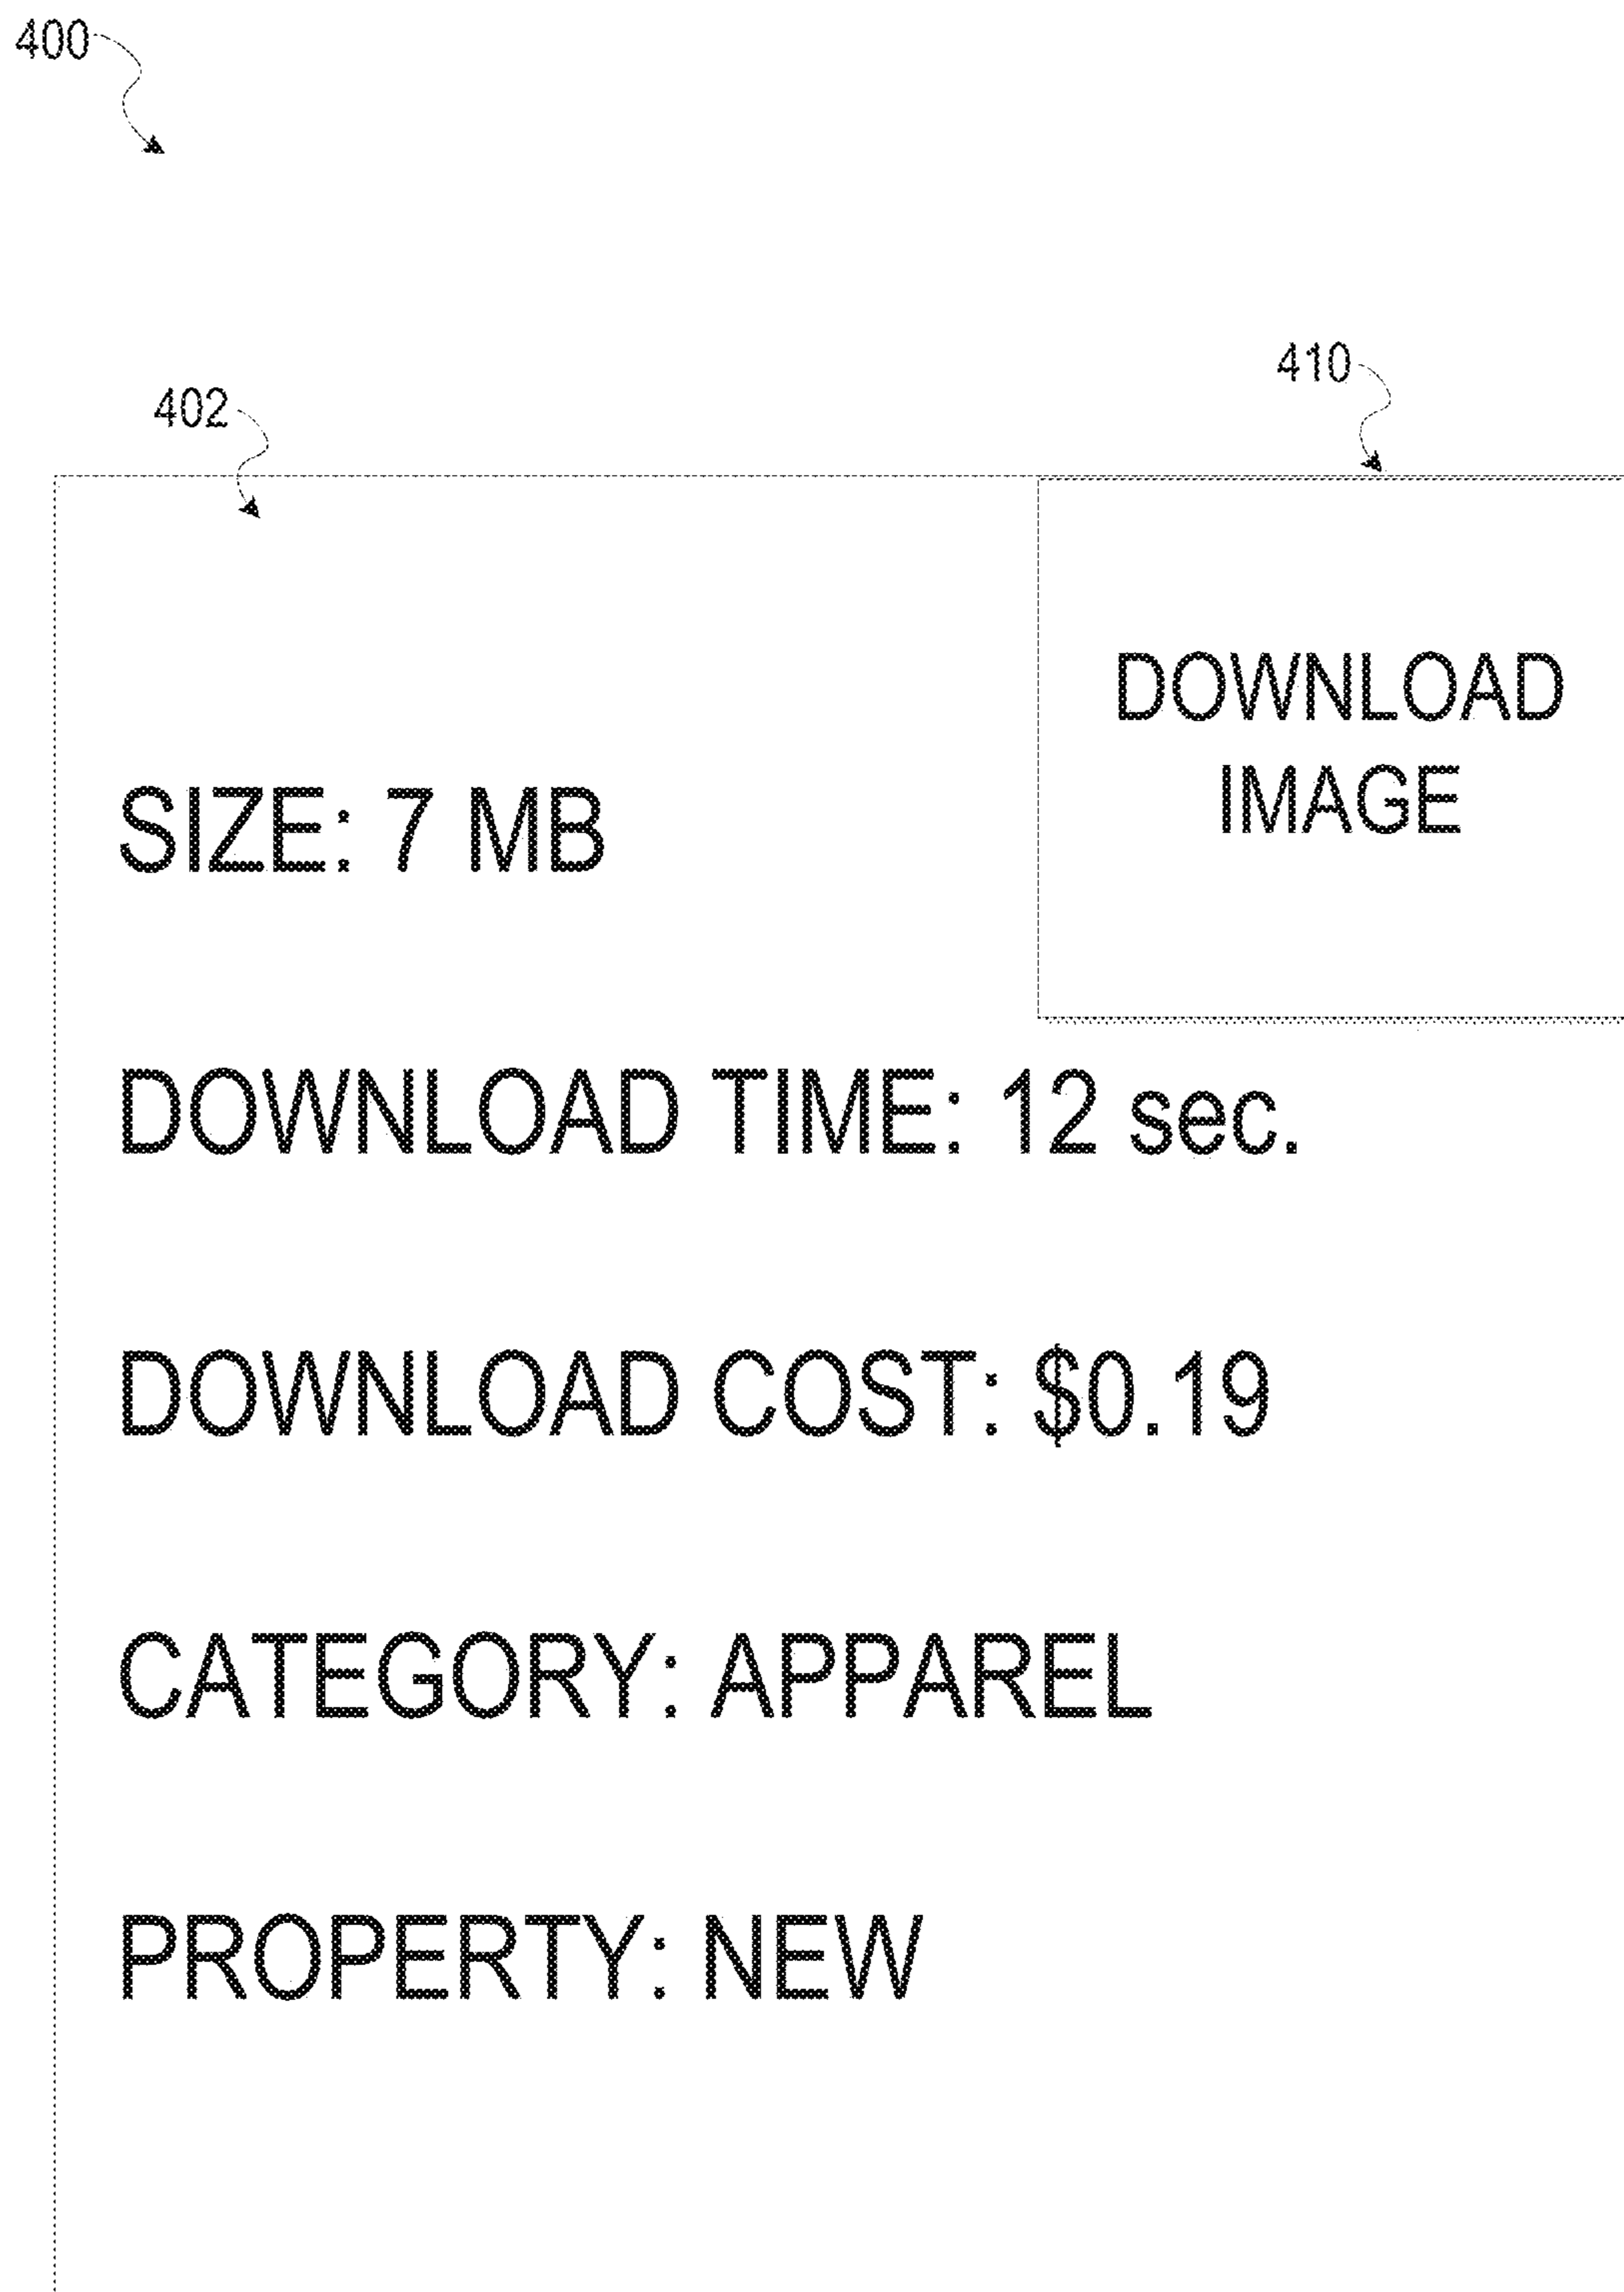 400
410
402
DOWNLOAD
IMAGE
SIZE: 7 MB
DOWNLOAD TIME: 12 sec.
DOWNLOAD COST: $0.19
CATEGORY: APPAREL
PROPERTY: NEW